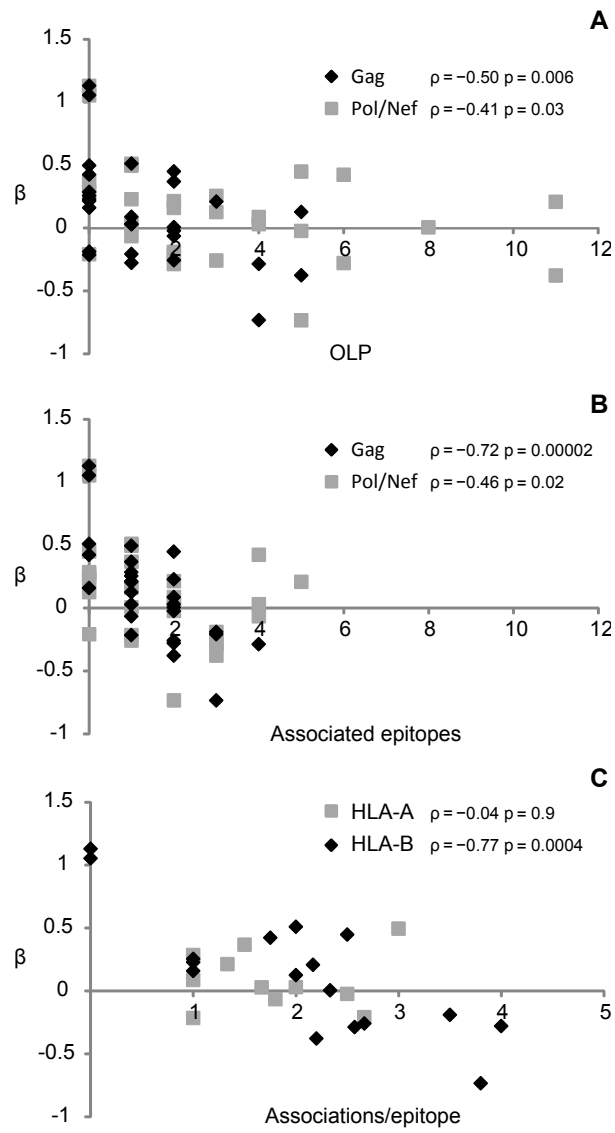 A
1.5
Gag ρ = −0.50 p = 0.006
1
Pol/Nef ρ = −0.41 p = 0.03
0.5
β
0
2 4 6 8 10 12
-0.5
-1
OLP
B
1.5
Gag ρ = −0.72 p = 0.00002
1
Pol/Nef ρ = −0.46 p = 0.02
0.5
β
0
2 4 6 8 10 12
-0.5
-1
Associated epitopes
C
1.5
HLA-A ρ = −0.04 p = 0.9
1
HLA-B ρ = −0.77 p = 0.0004
0.5
β
0
1 2 3 4 5
-0.5
-1
Associations/epitope